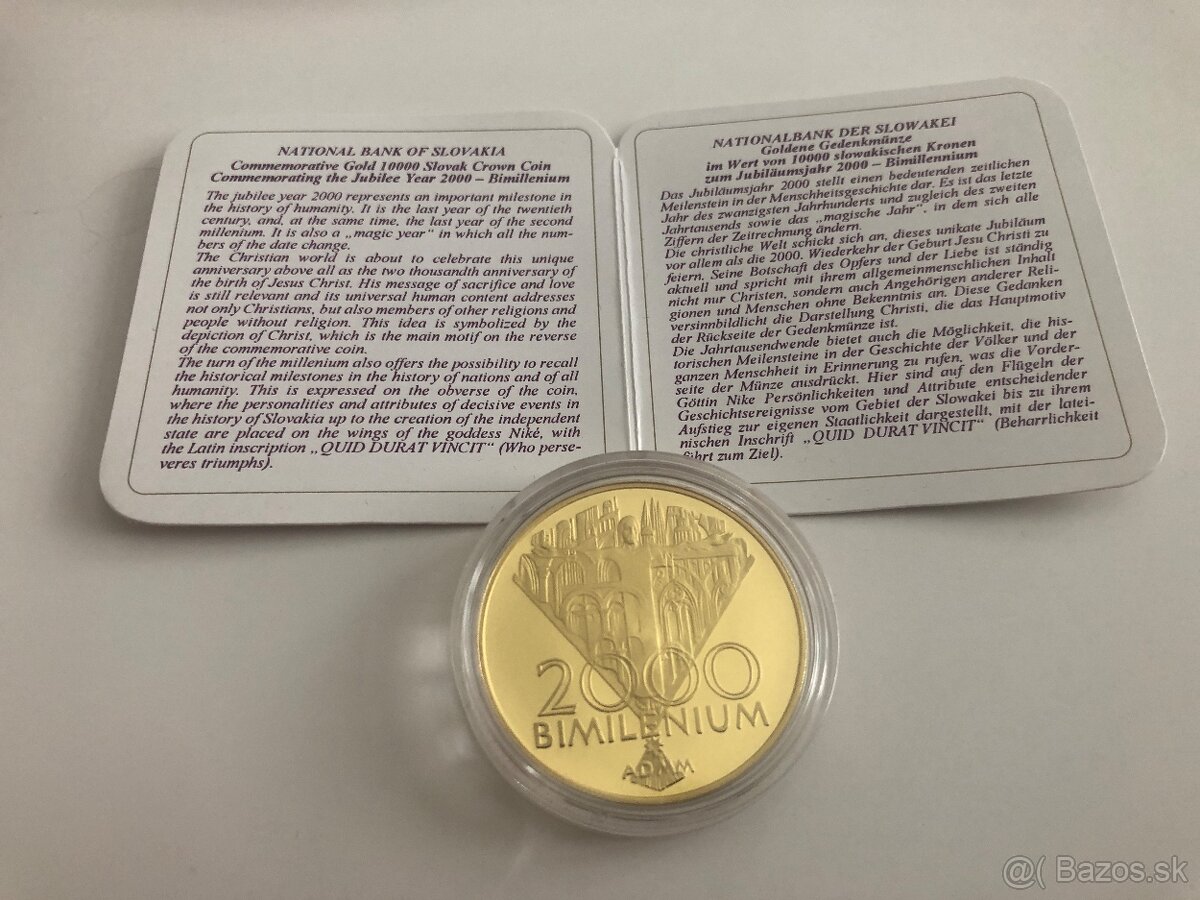 NATIONAL BANK OF SLOVAKIA
Commemorative Gold 10000 Slovak Crown Coin
Commemorating the Jubilee Year 2000 – Bimillenium
The jubilee year 2000 represents an important milestone in
the history of humanity. It is the last year of the twentieth
century, and, at the same time, the last year of the second
millenium. It is also a „magic year“ in which all the num-
bers of the date change.
The Christian world is about to celebrate this unique
anniversary above all as the two thousandth anniversary of
the birth of Jesus Christ. His message of sacrifice and love
is still relevant and its universal human content addresses
not only Christians, but also members of other religions and
people without religion. This idea is symbolized by the
depiction of Christ, which is the main motif on the reverse
of the commemorative coin.
The turn of the millenium also offers the possibility to recall
the historical milestones in the history of nations and of all
humanity. This is expressed on the obverse of the coin,
where the personalities and attributes of decisive events in
the history of Slovakia up to the creation of the independent
state are placed on the wings of the goddess Niké, with
the Latin inscription „QUID DURAT VINCIT“ (Who perse-
veres triumphs).
NATIONALBANK DER SLOWAKEI
Goldene Gedenkmünze
im Wert von 10000 slowakischen Kronen
zum Jubiläumsjahr 2000 – Bimillennium
Das Jubiläumsjahr 2000 stellt einen bedeutenden zeitlichen
Meilenstein in der Menschheitsgeschichte dar. Es ist das letzte
Jahr des zwanzigsten Jahrhunderts und zugleich des zweiten
Jahrtausends sowie das „magische Jahr“, in dem sich alle
Ziffern der Zeitrechnung ändern.
Die christliche Welt schickt sich an, dieses unikate Jubiläum
vor allem als die 2000. Wiederkehr der Geburt Jesu Christi zu
feiern. Seine Botschaft des Opfers und der Liebe ist ständig
aktuell und spricht mit ihrem allgemeinmenschlichen Inhalt
nicht nur Christen, sondern auch Angehörigen anderer Reli-
gionen und Menschen ohne Bekenntnis an. Diese Gedanken
versinnbildlicht die Darstellung Christi, die das Hauptmotiv
der Rückseite der Gedenkmünze ist.
Die Jahrtausendwende bietet auch die Möglichkeit, die his-
torischen Meilensteine in der Geschichte der Völker und der
ganzen Menschheit in Erinnerung zu rufen, was die Vorder-
seite der Münze ausdrückt. Hier sind auf den Flügeln der
Göttin Nike Persönlichkeiten und Attribute entscheidender
Geschichtsereignisse vom Gebiet der Slowakei bis zu ihrem
Aufstieg zur eigenen Staatlichkeit dargestellt, mit der latei-
nischen Inschrift „QUID DURAT VINCIT“ (Beharrlichkeit
führt zum Ziel).
2000
BIMILENIUM
ADMM
@( Bazos.sk